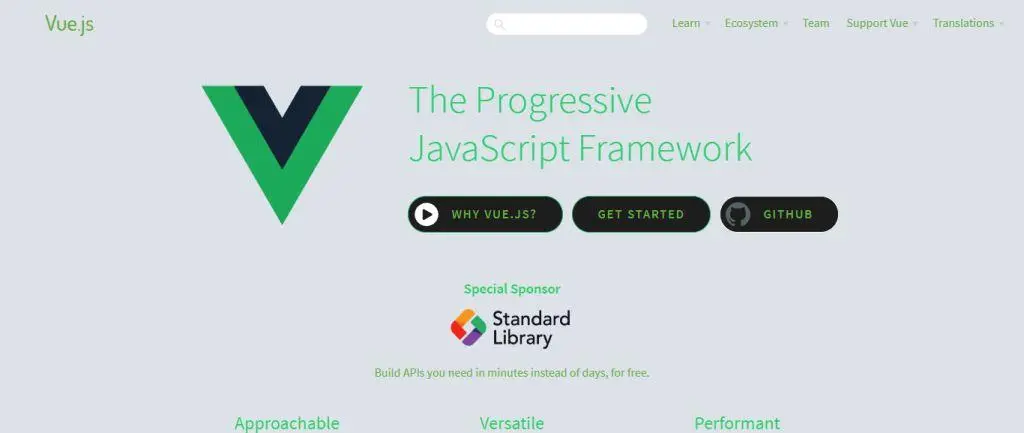 Vue.js
Learn Ecosystem Team Support Vue Translations
The Progressive
JavaScript Framework
WHY VUE.JS? GET STARTED GITHUB
Special Sponsor
Standard
Library
Build APIs you need in minutes instead of days, for free.
Approachable Versatile Performant